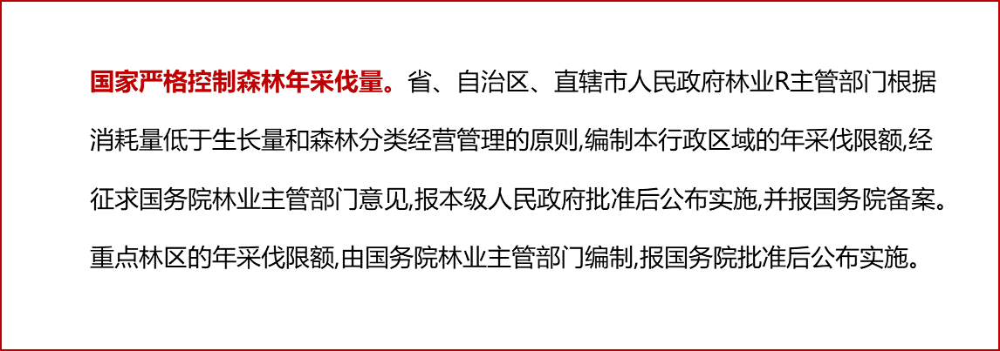 国家严格控制森林年采伐量。省、自治区、直辖市人民政府林业R主管部门根据
消耗量低于生长量和森林分类经营管理的原则,编制本行政区域的年采伐限额,经
征求国务院林业主管部门意见,报本级人民政府批准后公布实施,并报国务院备案。
重点林区的年采伐限额,由国务院林业主管部门编制,报国务院批准后公布实施。